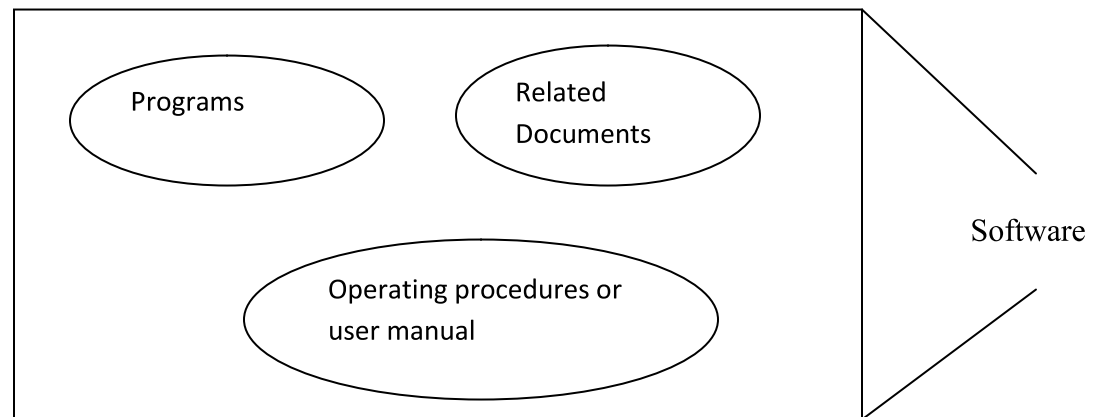 Programs
Related
Documents
Software
Operating procedures or
user manual